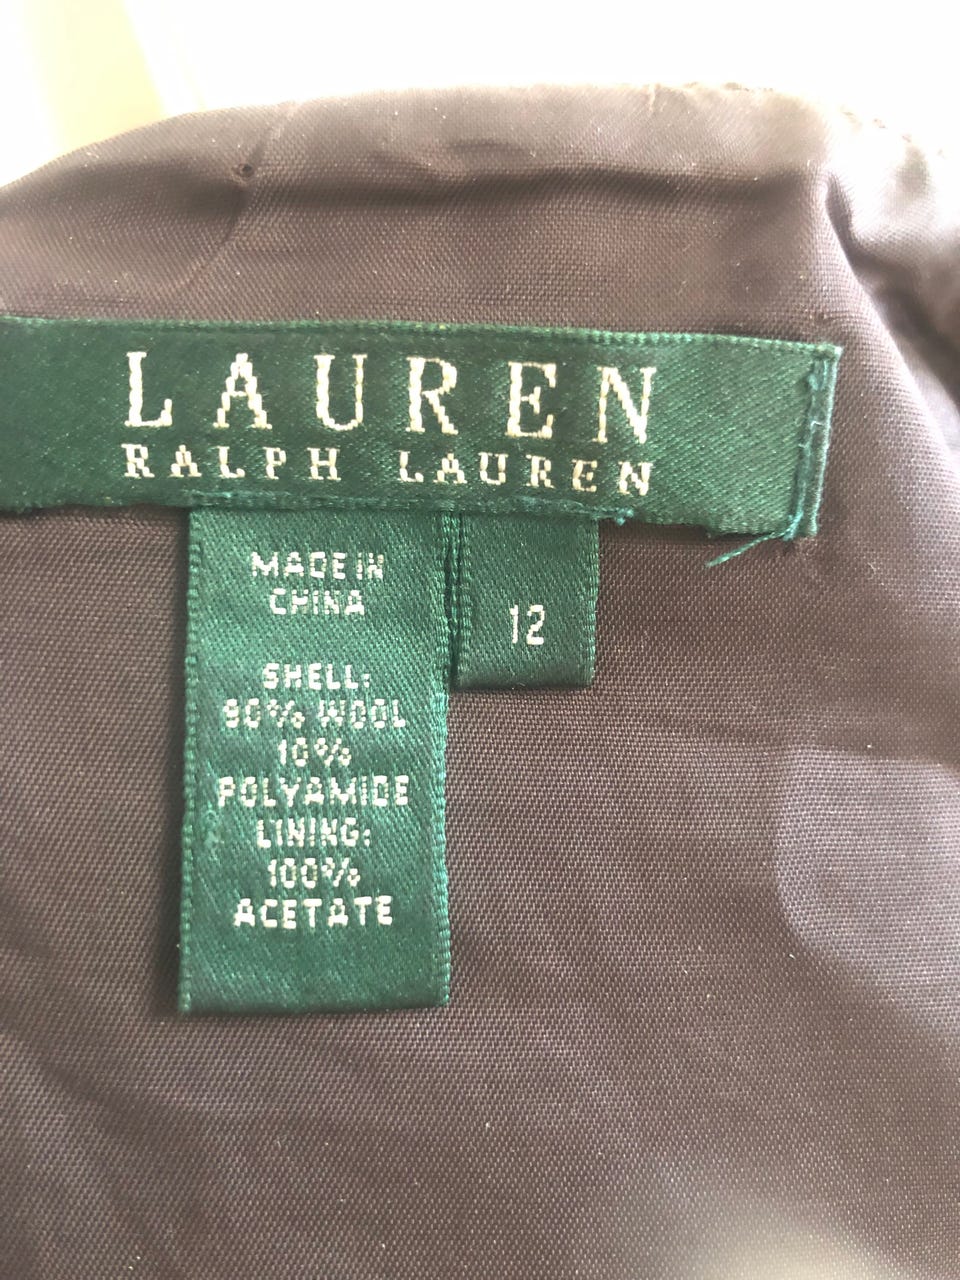 LAUREN
RALPH LAUREN
MADE IN
CHINA
12
SHELL:
90% WOOL
10%
POLYAMIDE
LINING:
100%
ACETATE